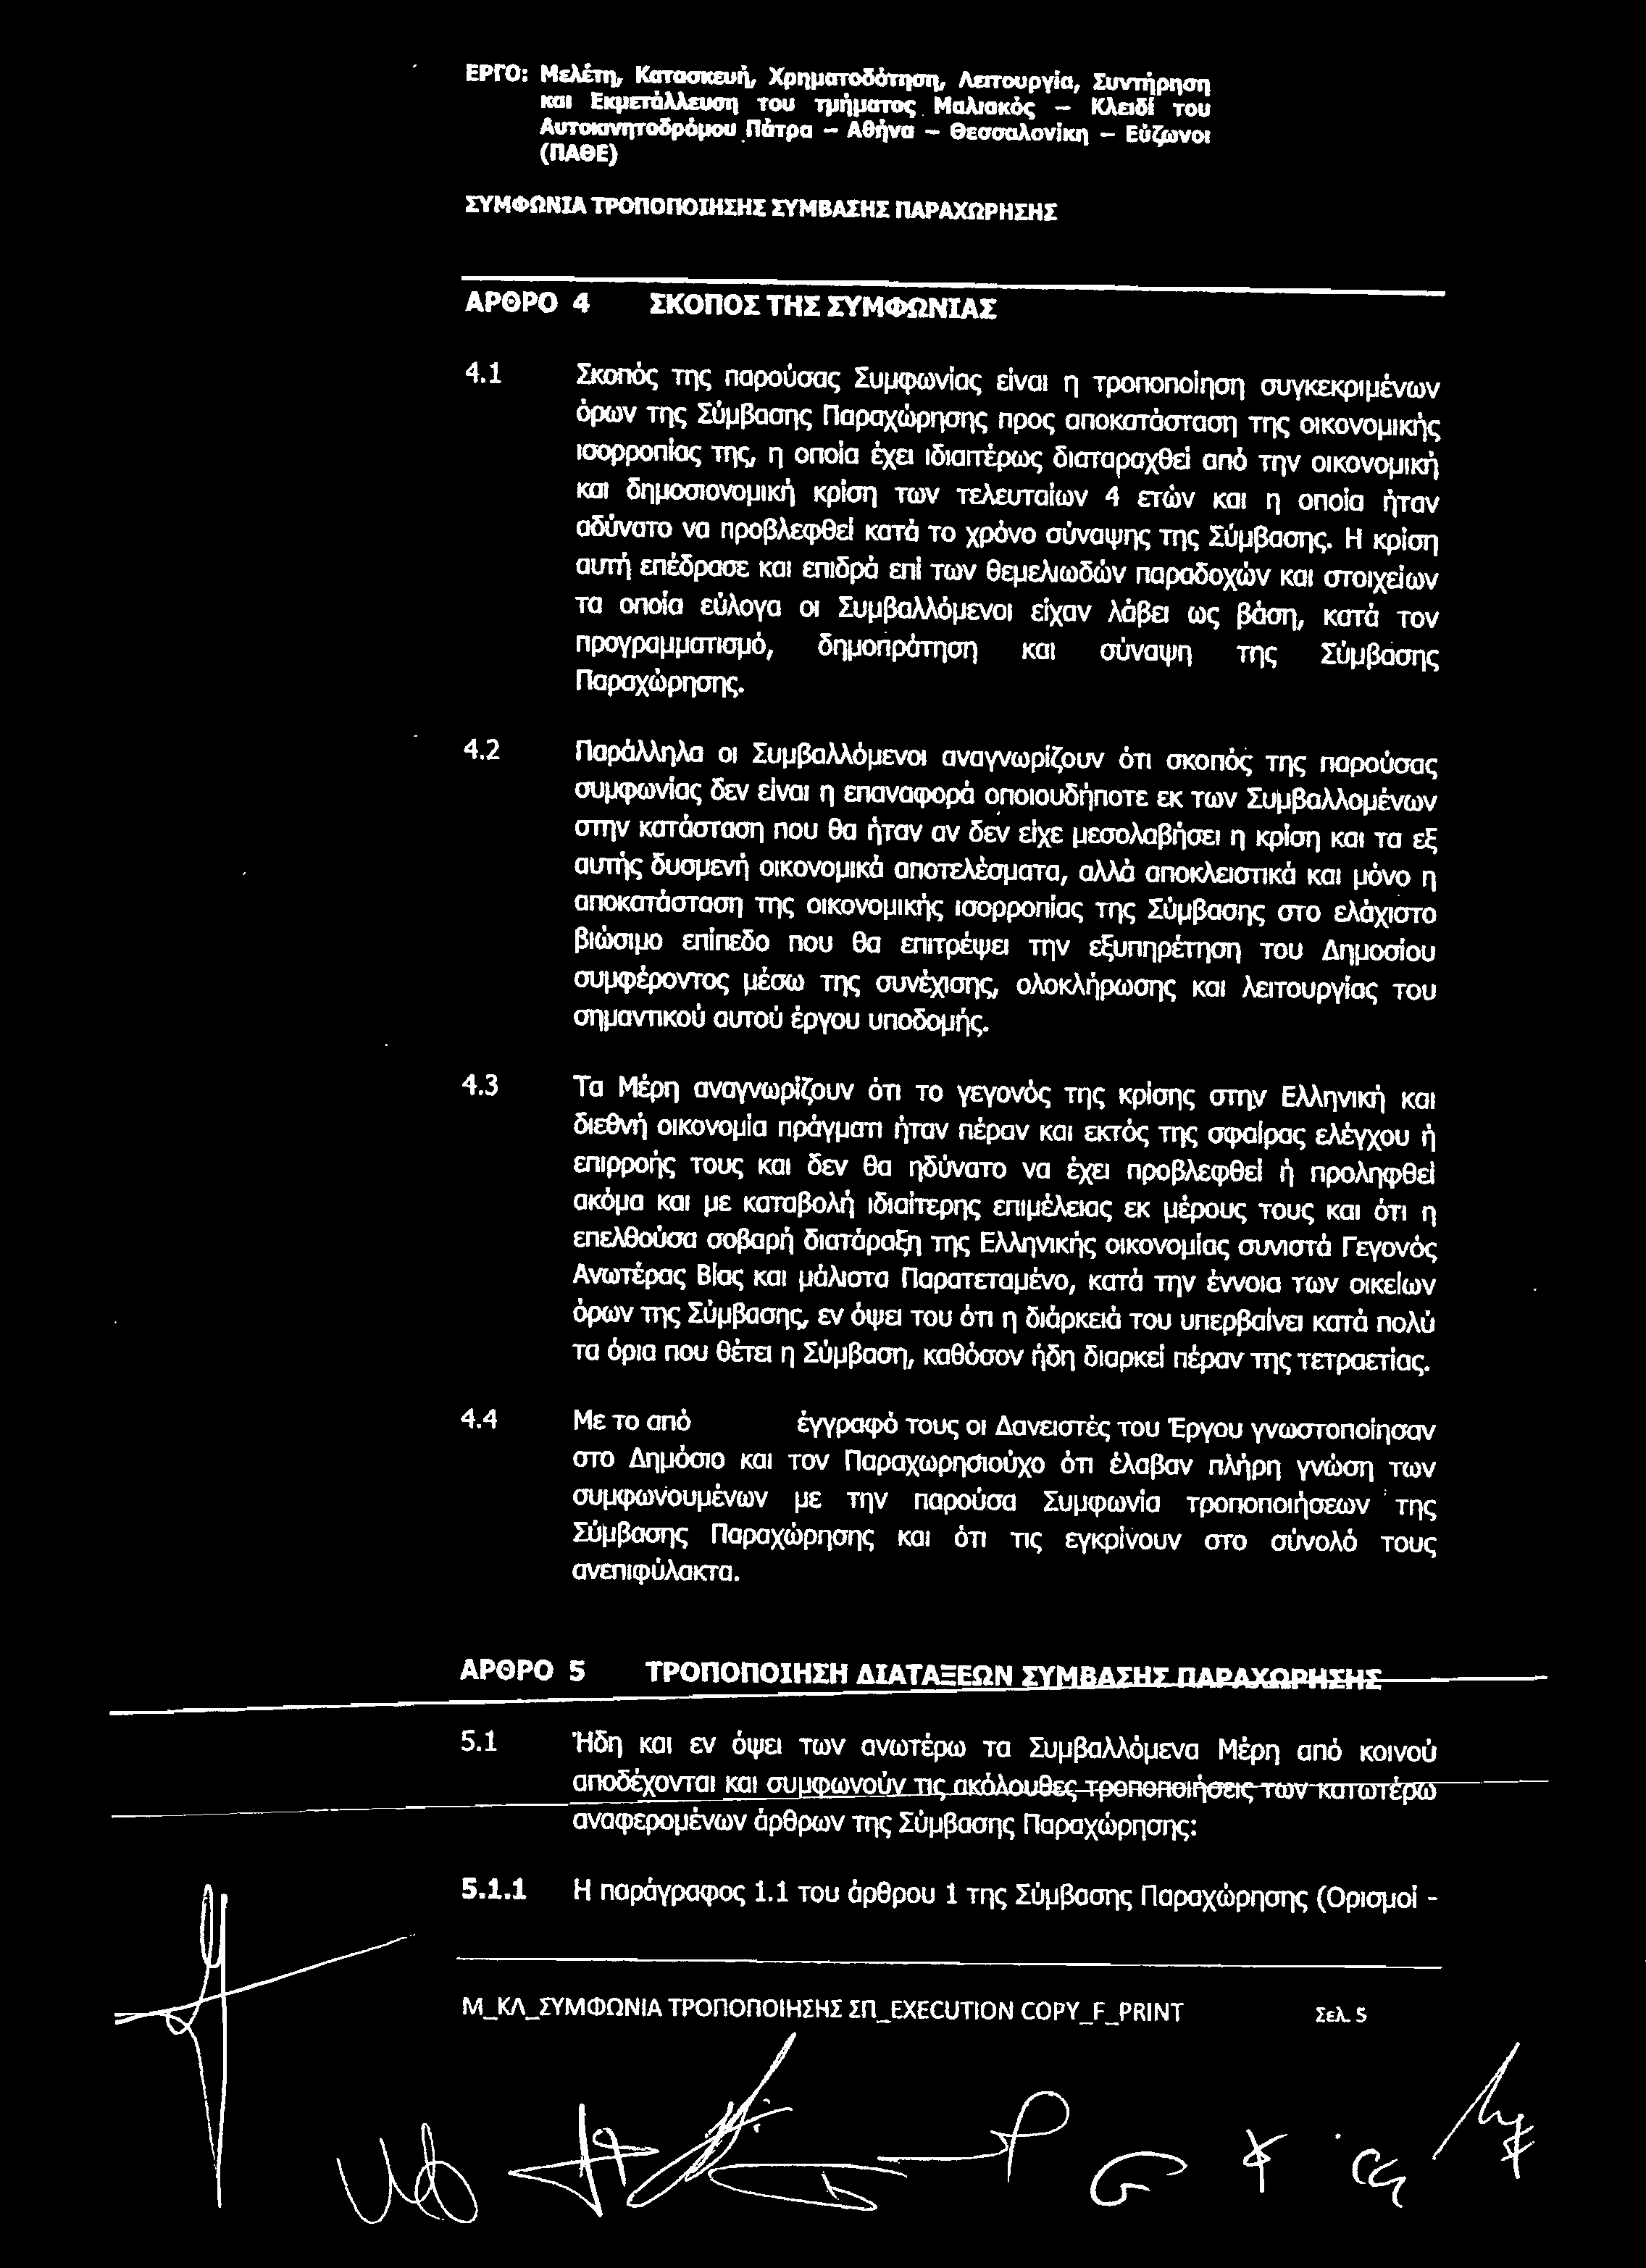 ΕΡΓΟ: Μελέτη, Κατασκευή, Χρηματοδότηση, Λειτουργία, Συντήρηση
και Εκμετάλλευση του τμήματος Μαλιακός – Κλειδί του
Αυτοκινητοδρόμου Πάτρα – Αθήνα – Θεσσαλονίκη – Εύζωνοι
(ΠΑΘΕ)
ΣΥΜΦΩΝΙΑ ΤΡΟΠΟΠΟΙΗΣΗΣ ΣΥΜΒΑΣΗΣ ΠΑΡΑΧΩΡΗΣΗΣ
ΑΡΘΡΟ 4 ΣΚΟΠΟΣ ΤΗΣ ΣΥΜΦΩΝΙΑΣ
4.1 Σκοπός της παρούσας Συμφωνίας είναι η τροποποίηση συγκεκριμένων
όρων της Σύμβασης Παραχώρησης προς αποκατάσταση της οικονομικής
ισορροπίας της, η οποία έχει ιδιαιτέρως διαταραχθεί από την οικονομική
και δημοσιονομική κρίση των τελευταίων 4 ετών και η οποία ήταν
αδύνατο να προβλεφθεί κατά το χρόνο σύναψης της Σύμβασης. Η κρίση
αυτή επέδρασε και επιδρά επί των θεμελιωδών παραδοχών και στοιχείων
τα οποία εύλογα οι Συμβαλλόμενοι είχαν λάβει ως βάση, κατά τον
προγραμματισμό, δημοπράτηση και σύναψη της Σύμβασης
Παραχώρησης.
4.2 Παράλληλα οι Συμβαλλόμενοι αναγνωρίζουν ότι σκοπός της παρούσας
συμφωνίας δεν είναι η επαναφορά οποιουδήποτε εκ των Συμβαλλομένων
στην κατάσταση που θα ήταν αν δεν είχε μεσολαβήσει η κρίση και τα εξ
αυτής δυσμενή οικονομικά αποτελέσματα, αλλά αποκλειστικά και μόνο η
αποκατάσταση της οικονομικής ισορροπίας της Σύμβασης στο ελάχιστο
βιώσιμο επίπεδο που θα επιτρέψει την εξυπηρέτηση του Δημοσίου
συμφέροντος μέσω της συνέχισης, ολοκλήρωσης και λειτουργίας του
σημαντικού αυτού έργου υποδομής.
4.3 Τα Μέρη αναγνωρίζουν ότι το γεγονός της κρίσης στην Ελληνική και
διεθνή οικονομία πράγματι ήταν πέραν και εκτός της σφαίρας ελέγχου ή
επιρροής τους και δεν θα ηδύνατο να έχει προβλεφθεί ή προληφθεί
ακόμα και με καταβολή ιδιαίτερης επιμέλειας εκ μέρους τους και ότι η
επελθούσα σοβαρή διατάραξη της Ελληνικής οικονομίας συνιστά Γεγονός
Ανωτέρας Βίας και μάλιστα Παρατεταμένο, κατά την έννοια των οικείων
όρων της Σύμβασης, εν όψει του ότι η διάρκειά του υπερβαίνει κατά πολύ
τα όρια που θέτει η Σύμβαση, καθόσον ήδη διαρκεί πέραν της τετραετίας.
4.4 Με το από έγγραφό τους οι Δανειστές του Έργου γνωστοποίησαν
στο Δημόσιο και τον Παραχωρησιούχο ότι έλαβαν πλήρη γνώση των
συμφωνουμένων με την παρούσα Συμφωνία τροποποιήσεων της
Σύμβασης Παραχώρησης και ότι τις εγκρίνουν στο σύνολό τους
ανεπιφύλακτα.
ΑΡΘΡΟ 5 ΤΡΟΠΟΠΟΙΗΣΗ ΔΙΑΤΑΞΕΩΝ ΣΥΜΒΑΣΗΣ ΠΑΡΑΧΩΡΗΣΗΣ
5.1 Ήδη και εν όψει των ανωτέρω τα Συμβαλλόμενα Μέρη από κοινού
αποδέχονται και συμφωνούν τις ακόλουθες τροποποιήσεις των κατωτέρω
αναφερομένων άρθρων της Σύμβασης Παραχώρησης:
5.1.1 Η παράγραφος 1.1 του άρθρου 1 της Σύμβασης Παραχώρησης (Ορισμοί -
Μ_ΚΛ_ΣΥΜΦΩΝΙΑ ΤΡΟΠΟΠΟΙΗΣΗΣ ΣΠ_EXECUTION COPY_F_PRINT Σελ. 5